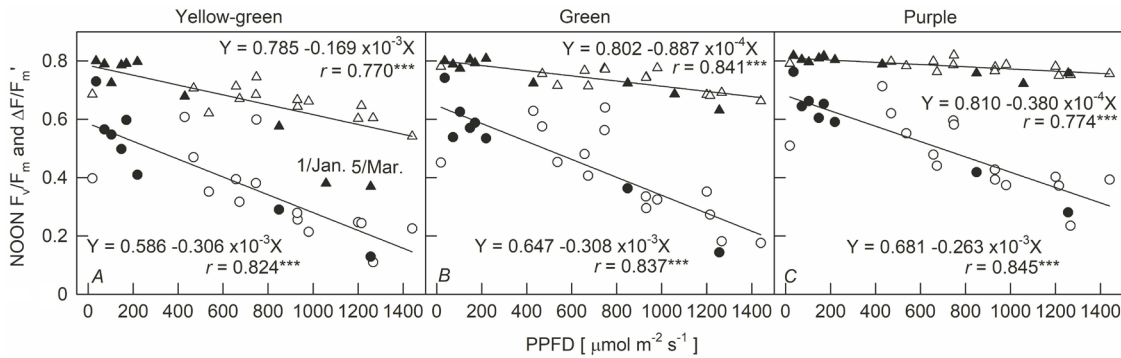 Yellow-green Green Purple
NOON Fv/Fm and ΔF/Fm'
0.8
0.6
0.4
0.2
0
Y = 0.785 -0.169 x10⁻³X
r = 0.770***
1/Jan. 5/Mar.
Y = 0.586 -0.306 x10⁻³X
r = 0.824***
A
Y = 0.802 -0.887 x10⁻⁴X
r = 0.841***
Y = 0.647 -0.308 x10⁻³X
r = 0.837***
B
Y = 0.810 -0.380 x10⁻⁴X
r = 0.774***
Y = 0.681 -0.263 x10⁻³X
r = 0.845***
C
0 200 400 600 800 1000 1200 1400 0 200 400 600 800 1000 1200 1400 0 200 400 600 800 1000 1200 1400
PPFD [ μmol m⁻² s⁻¹ ]